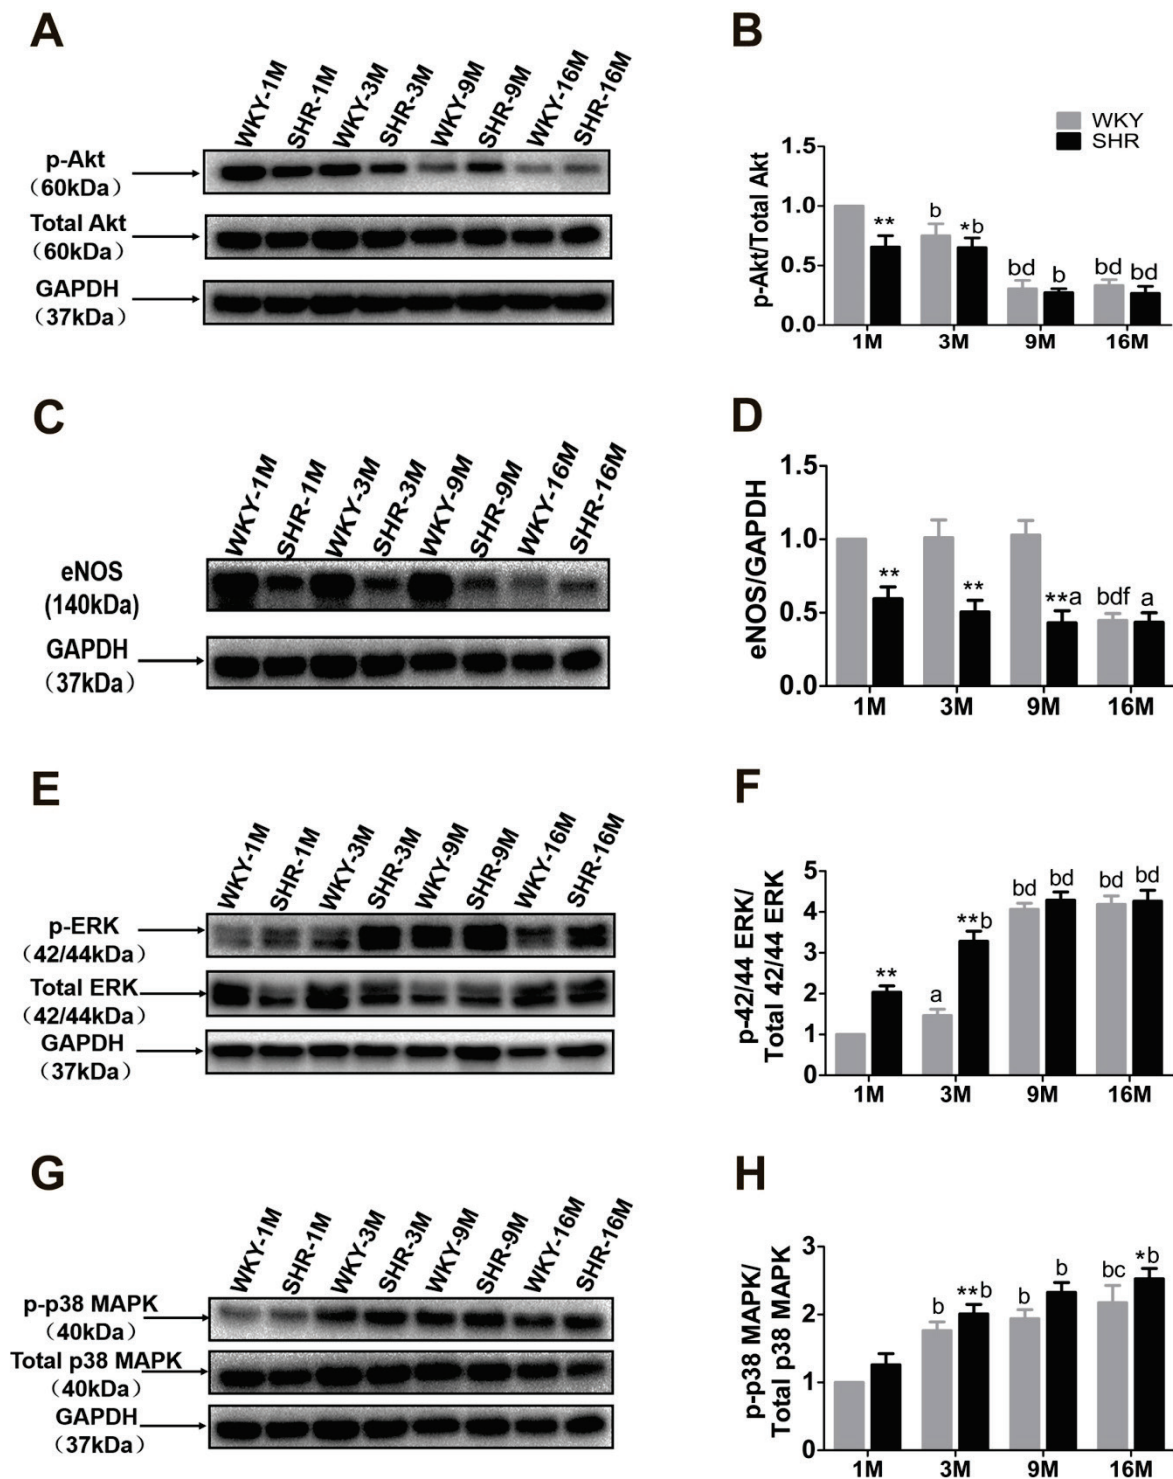 A
WKY-1M SHR-1M WKY-3M SHR-3M WKY-9M SHR-9M WKY-16M SHR-16M
p-Akt
(60kDa)
Total Akt
(60kDa)
GAPDH
(37kDa)
B
WKY
SHR
p-Akt/Total Akt
1.5
1.0
0.5
0.0
** b *b bd b bd bd
1M 3M 9M 16M
C
WKY-1M SHR-1M WKY-3M SHR-3M WKY-9M SHR-9M WKY-16M SHR-16M
eNOS
(140kDa)
GAPDH
(37kDa)
D
eNOS/GAPDH
1.5
1.0
0.5
0.0
** ** **a bdf a
1M 3M 9M 16M
E
WKY-1M SHR-1M WKY-3M SHR-3M WKY-9M SHR-9M WKY-16M SHR-16M
p-ERK
(42/44kDa)
Total ERK
(42/44kDa)
GAPDH
(37kDa)
F
p-42/44 ERK/
Total 42/44 ERK
5
4
3
2
1
0
** a **b bd bd bd bd
1M 3M 9M 16M
G
WKY-1M SHR-1M WKY-3M SHR-3M WKY-9M SHR-9M WKY-16M SHR-16M
p-p38 MAPK
(40kDa)
Total p38 MAPK
(40kDa)
GAPDH
(37kDa)
H
p-p38 MAPK/
Total p38 MAPK
3
2
1
0
b **b b b bc *b
1M 3M 9M 16M